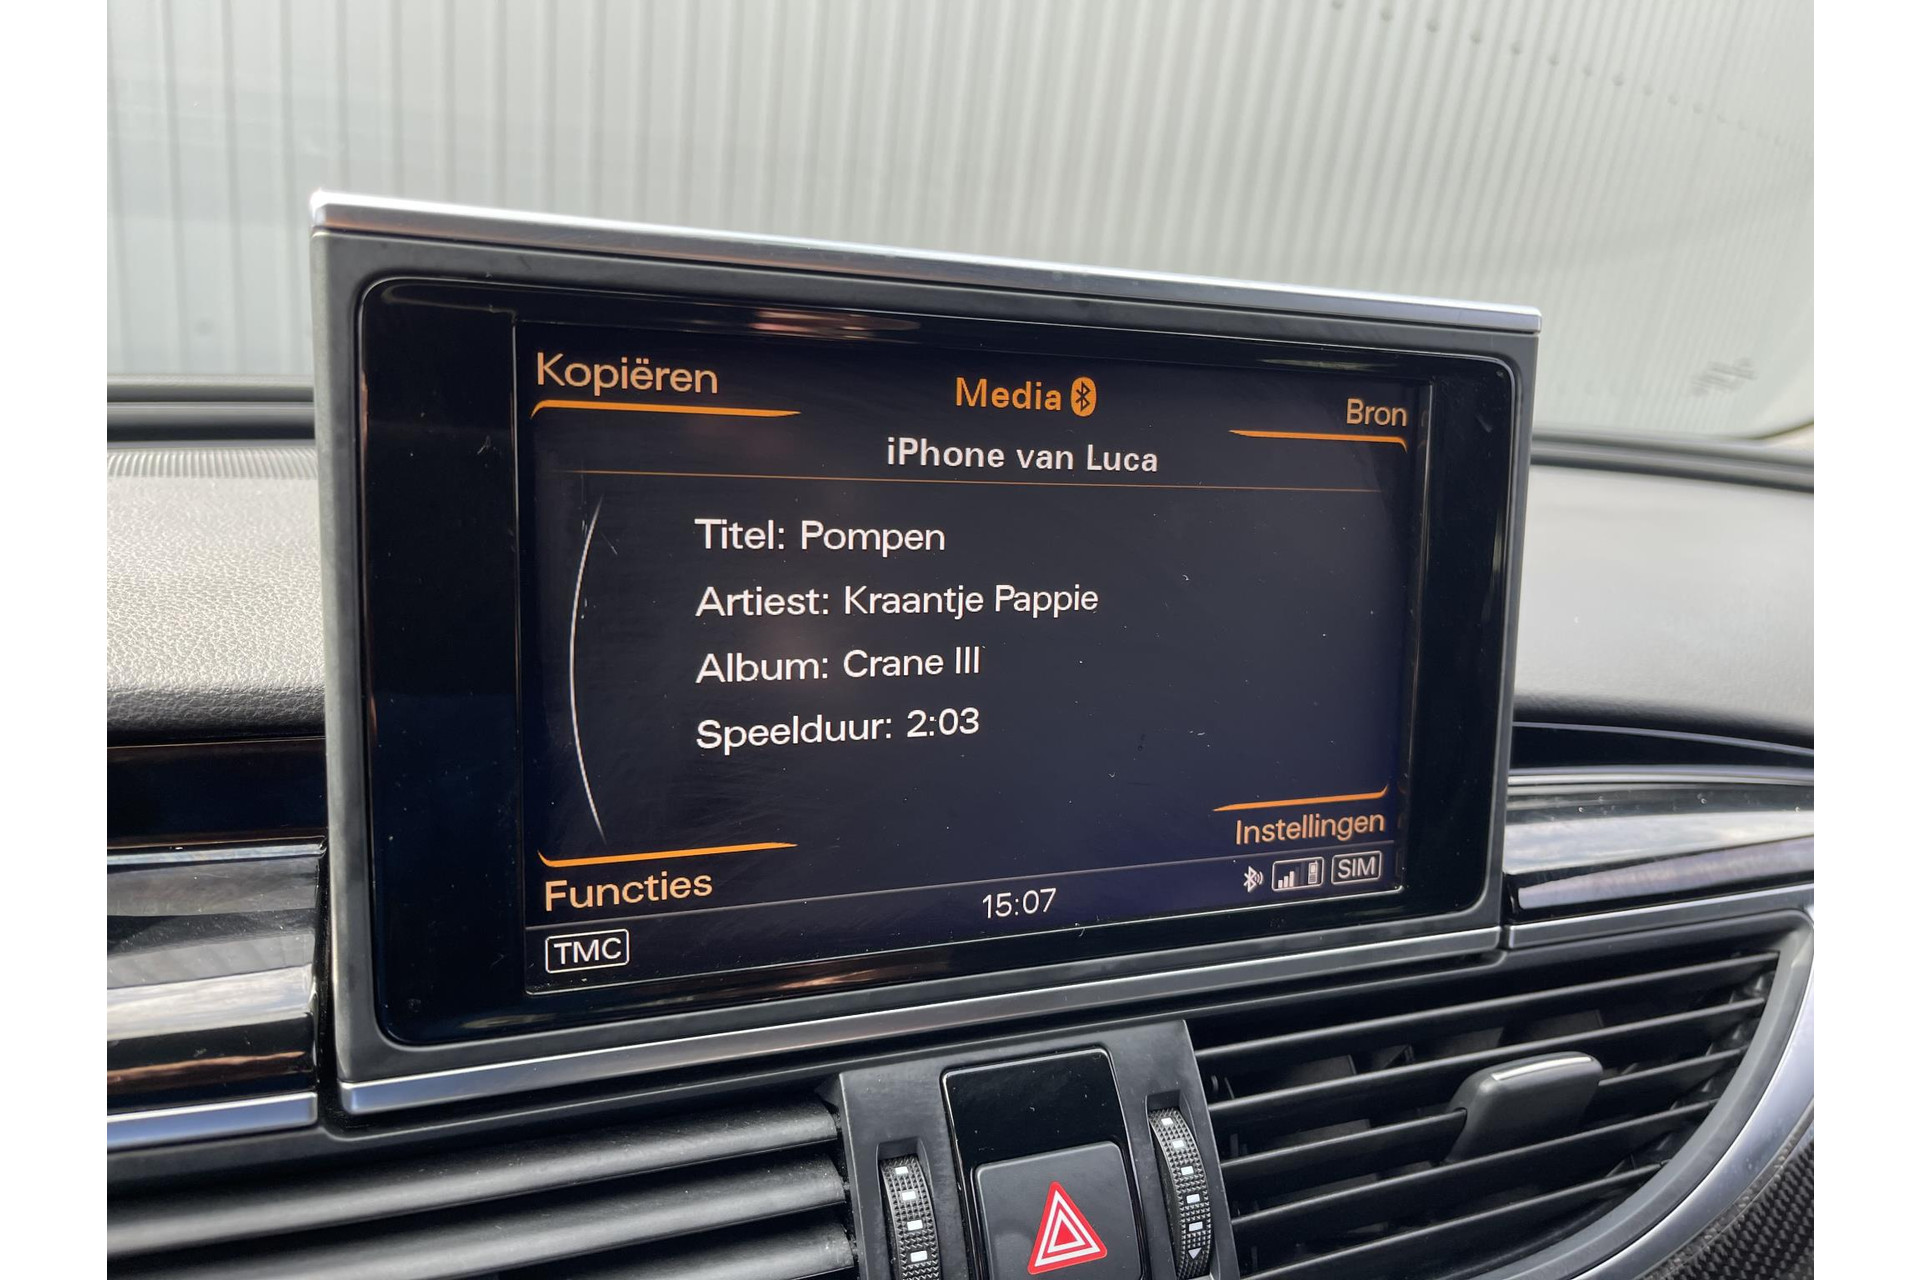 Kopiëren
Media
Bron
iPhone van Luca
Titel: Pompen
Artiest: Kraantje Pappie
Album: Crane III
Speelduur: 2:03
Instellingen
Functies
15:07
SIM
TMC